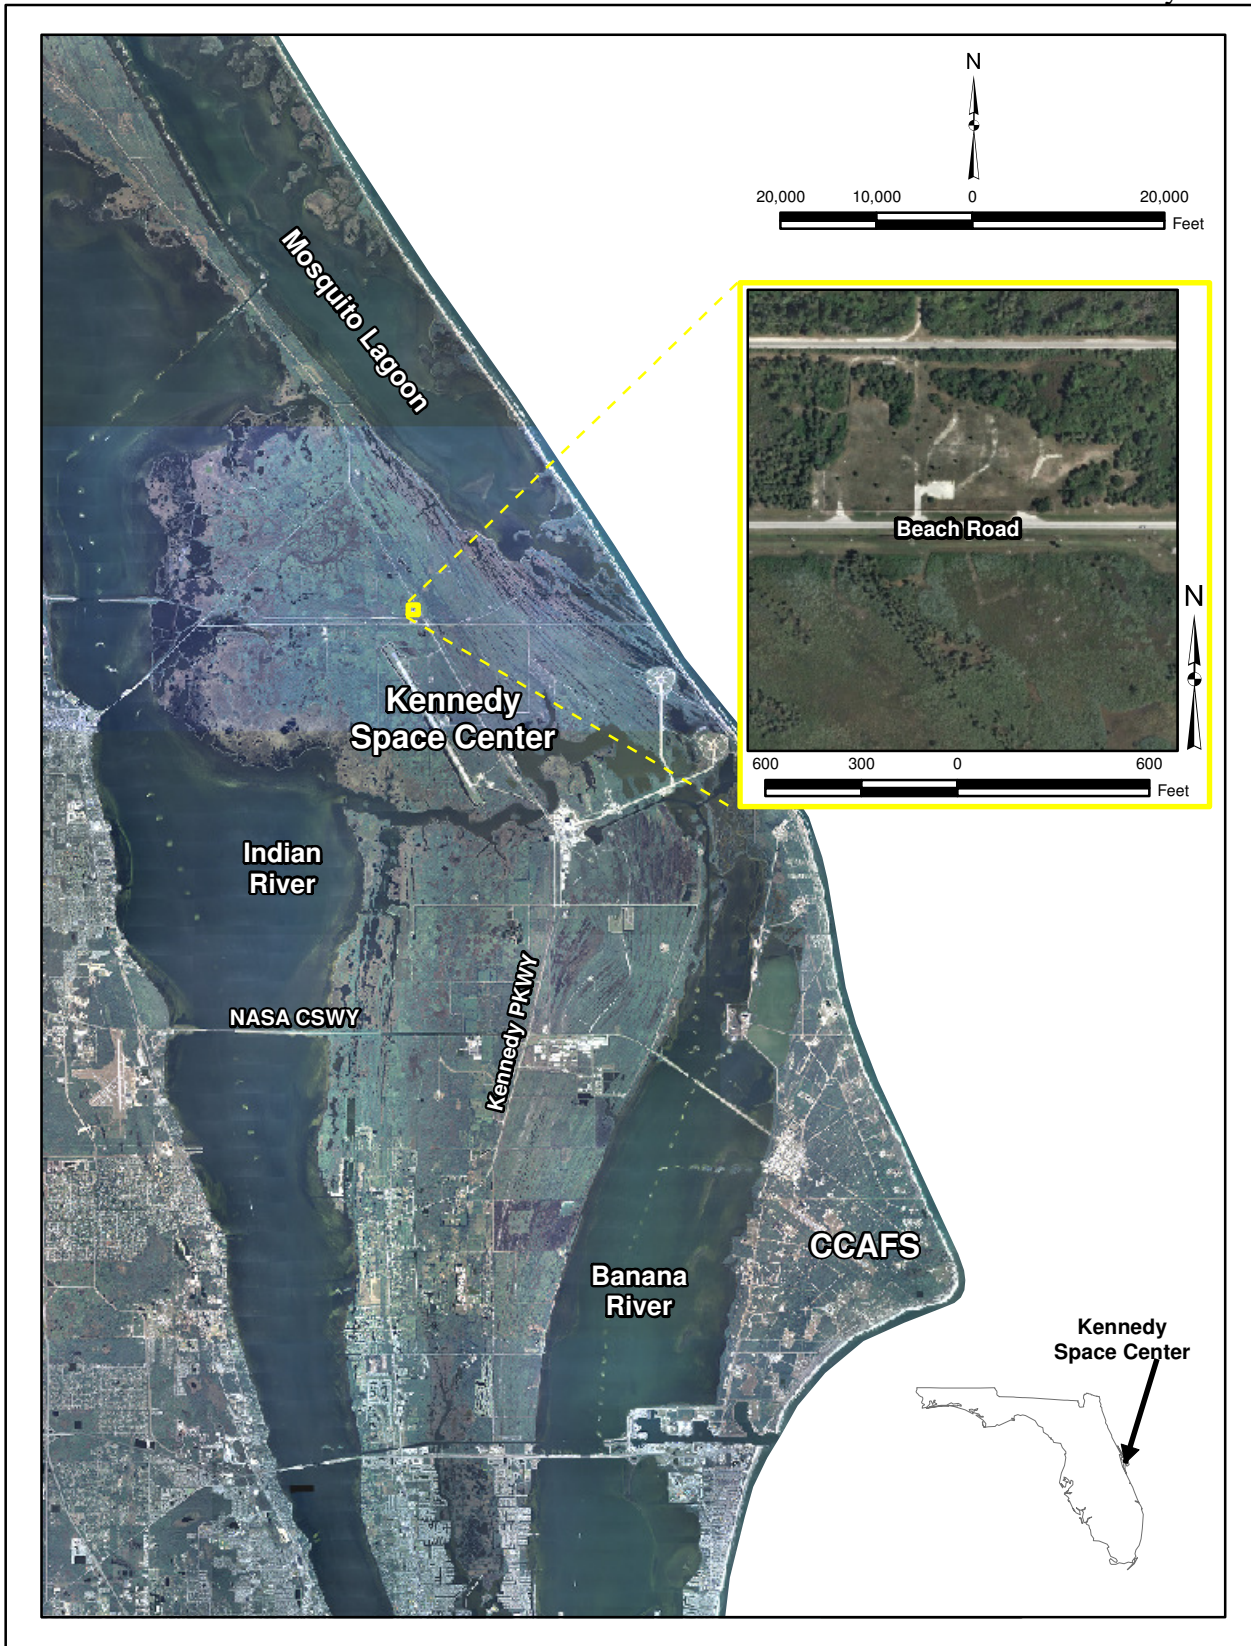 N
20,000 10,000 0 20,000
Feet
Mosquito Lagoon
Beach Road
N
600 300 0 600
Feet
Kennedy
Space Center
Indian
River
Kennedy PKWY
NASA CSWY
CCAFS
Banana
River
Kennedy
Space Center